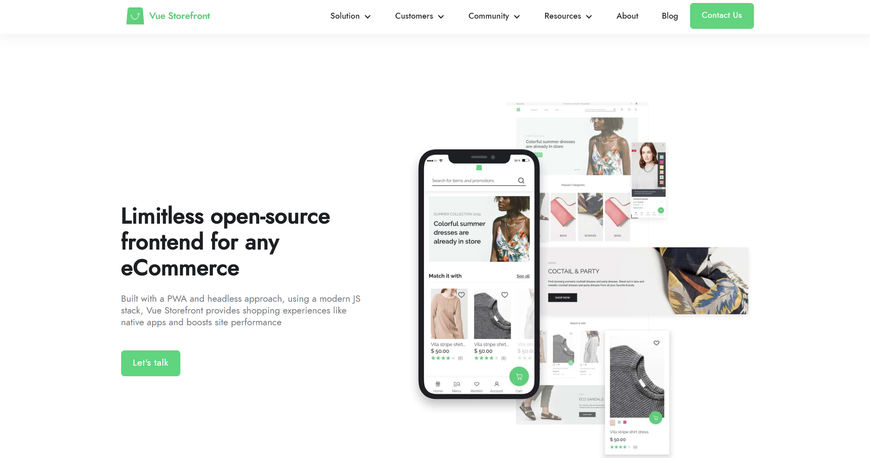 Vue Storefront
Solution
Customers
Community
Resources
About
Blog
Contact Us
Limitless open-source
frontend for any
eCommerce
Built with a PWA and headless approach, using a modern JS
stack, Vue Storefront provides shopping experiences like
native apps and boosts site performance
Let's talk
Search for items and promotions
SUMMER COLLECTION 2019
Colorful summer
dresses are
already in store
Match it with
See all
Vila stripe shirt...
$ 50.00
Vila stripe shirt...
$ 50.00
Home
Menu
Wishlist
Account
Cart
Colorful summer dresses
are already in store
COCTAIL & PARTY
SHOP NOW
ECO SANDALS
Vila stripe shirt dress
$ 50.00